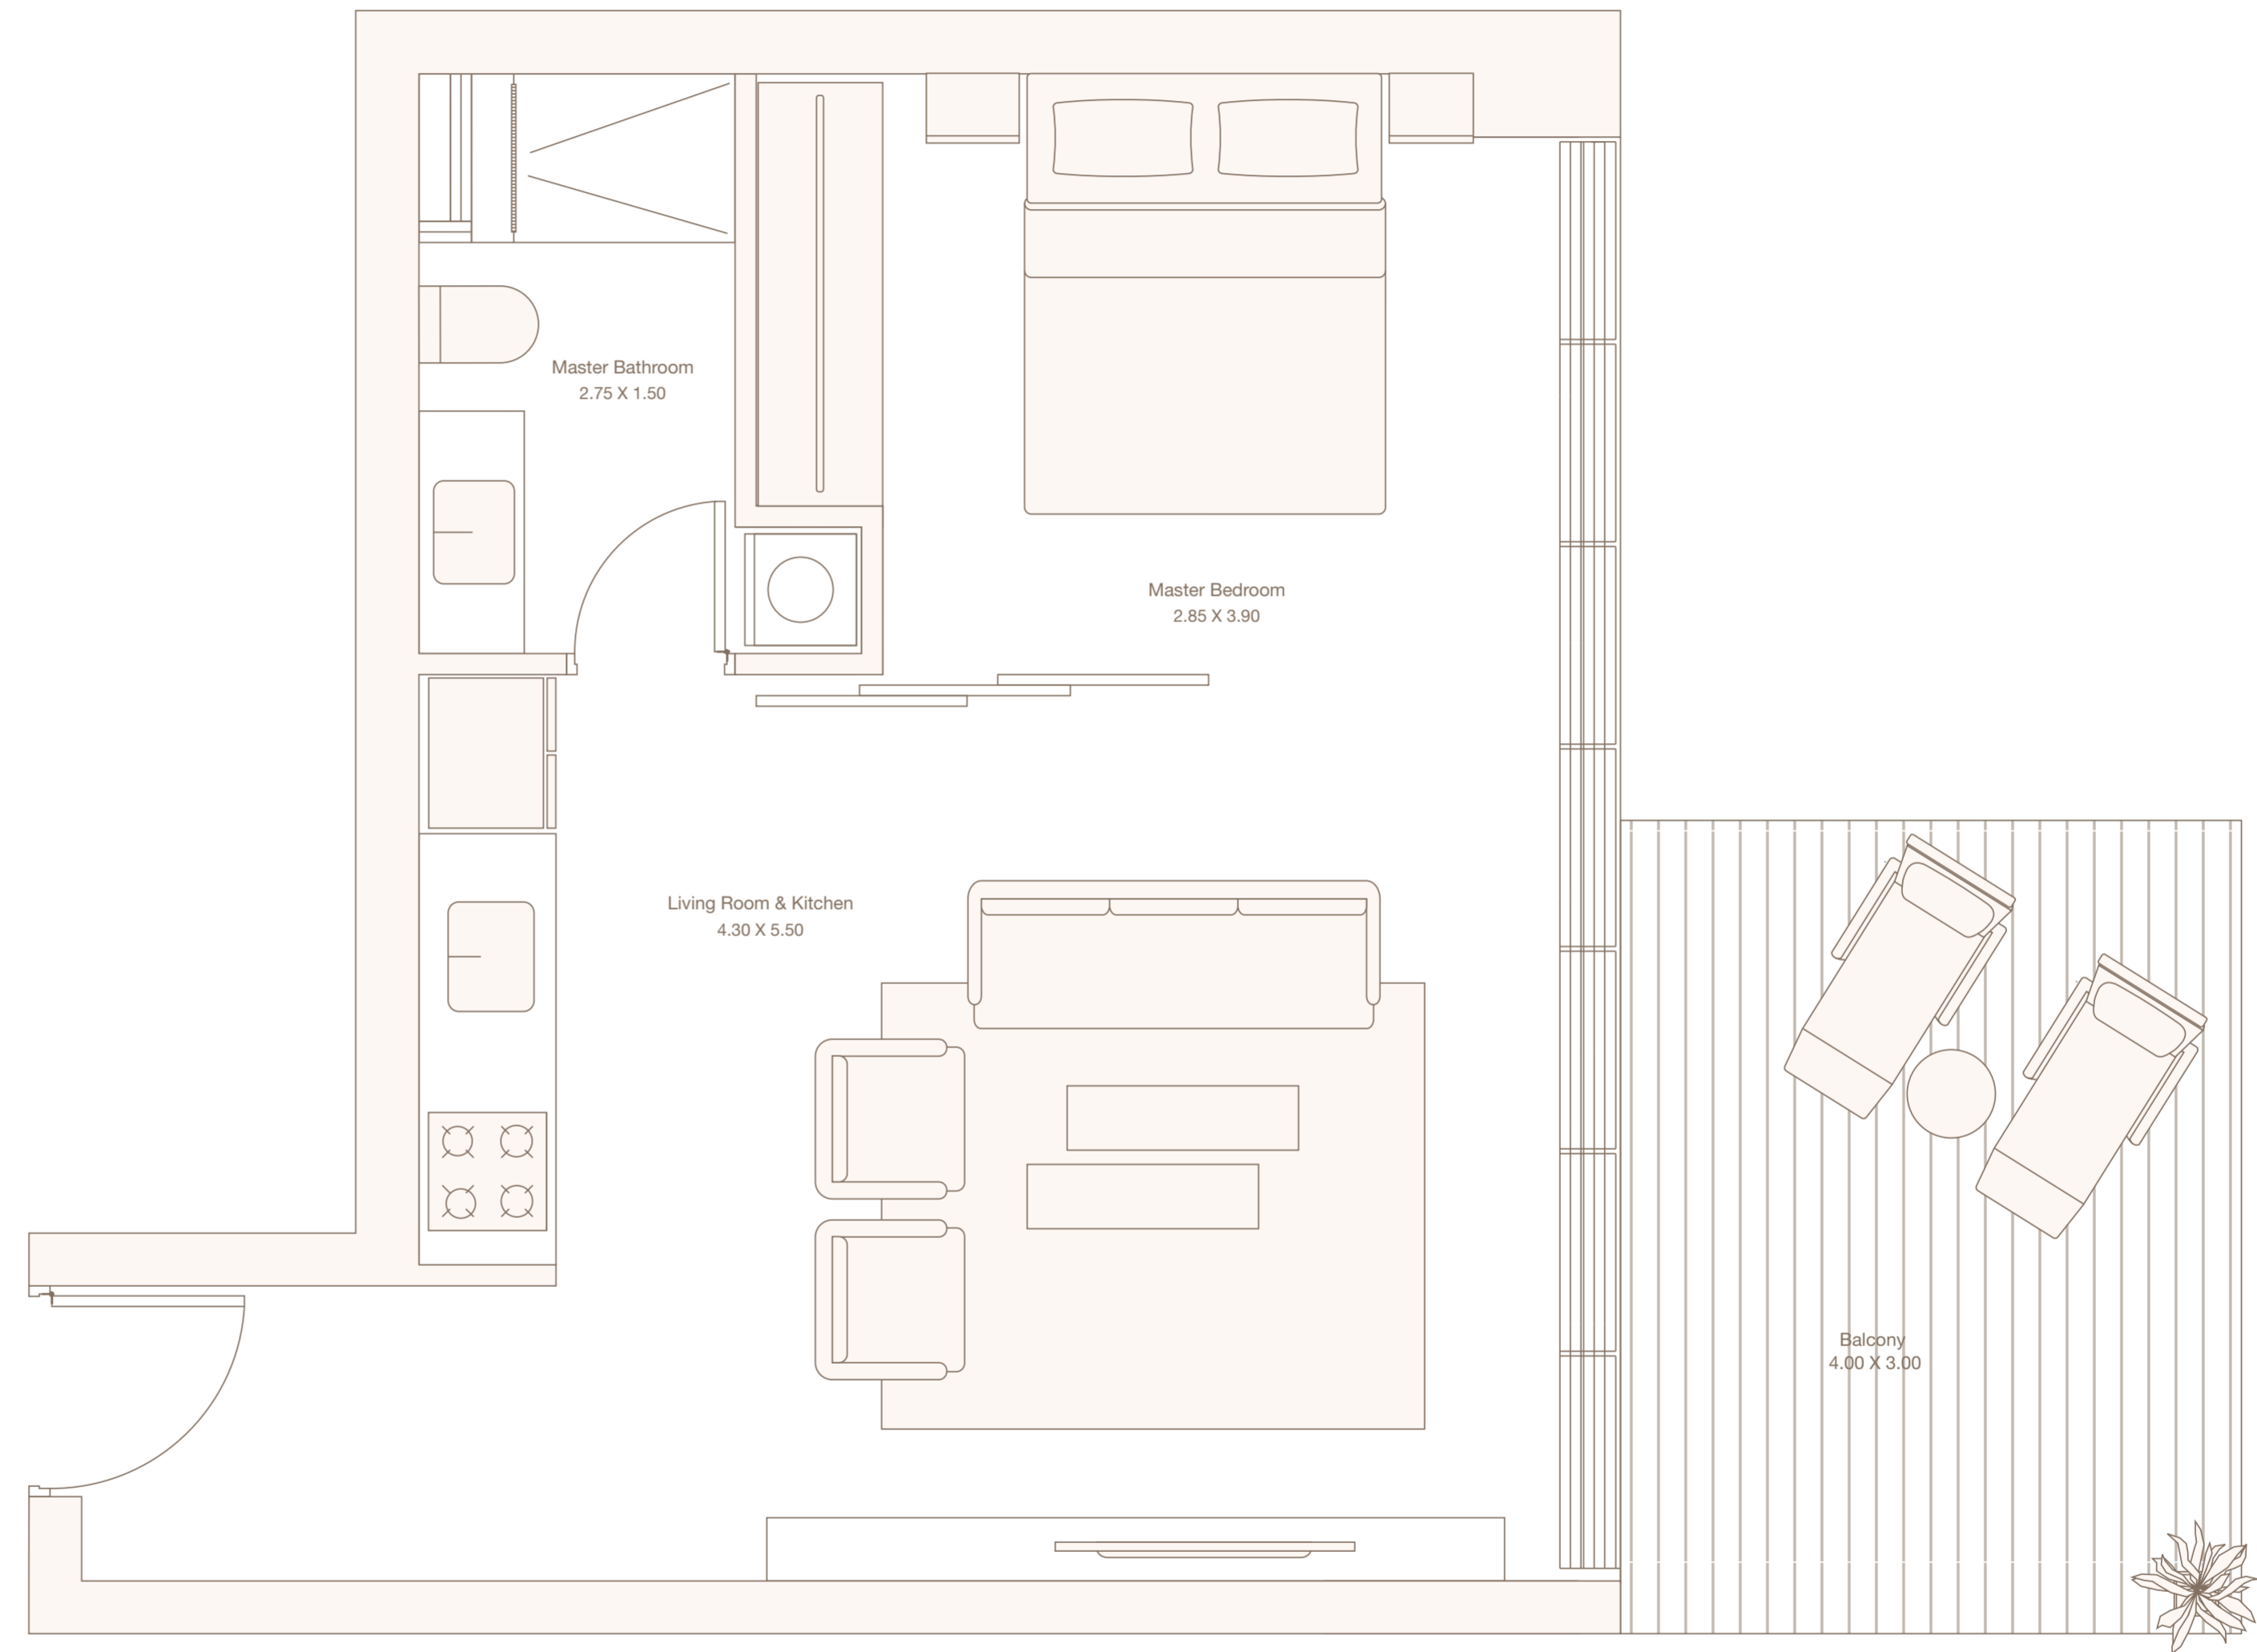 Master Bathroom
2.75 X 1.50
Master Bedroom
2.85 X 3.90
Living Room & Kitchen
4.30 X 5.50
Balcony
4.00 X 3.00